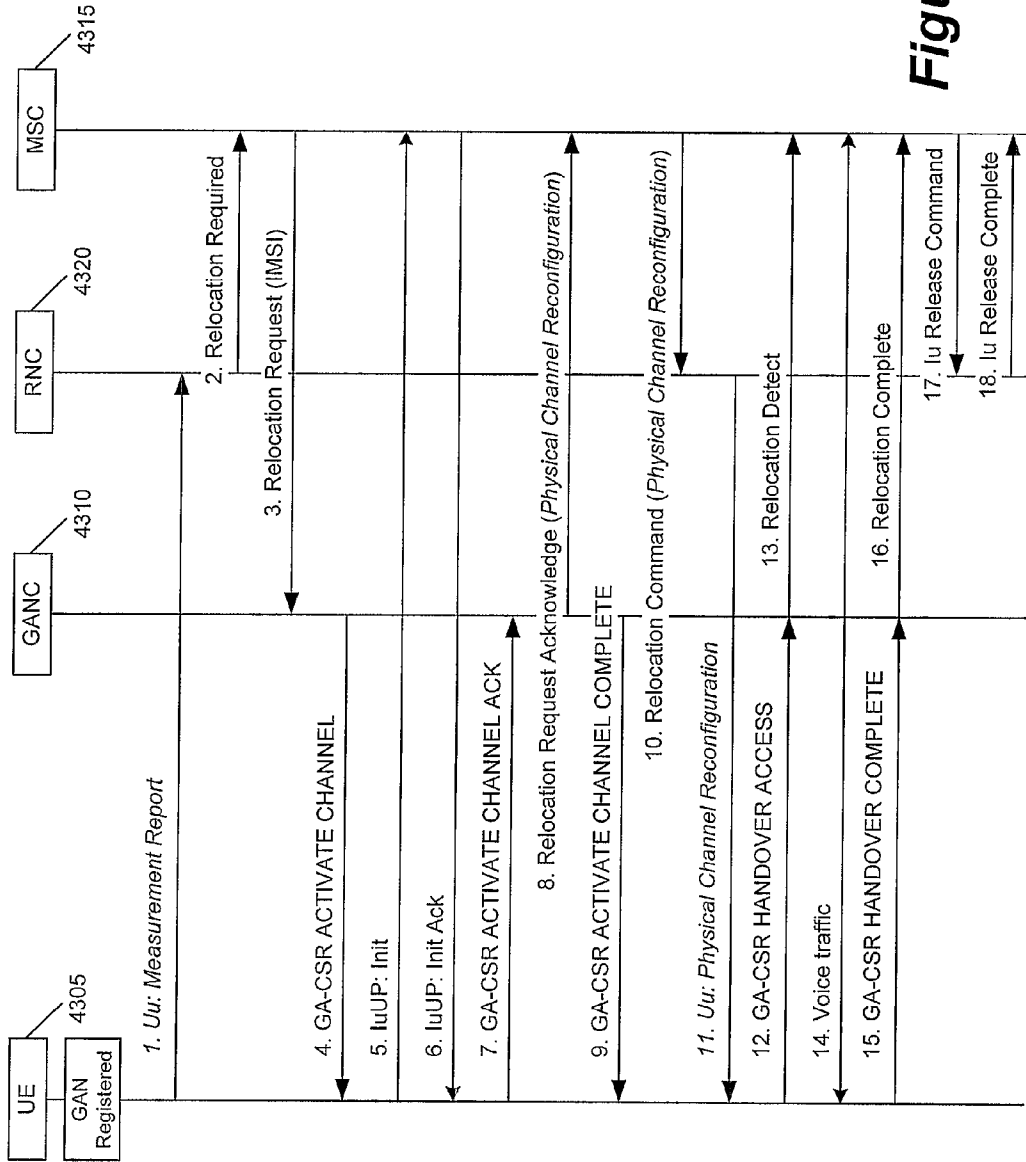 UE
4305
GAN
Registered
GANC
4310
RNC
4320
MSC
4315
1. Uu: Measurement Report
2. Relocation Required
3. Relocation Request (IMSI)
4. GA-CSR ACTIVATE CHANNEL
5. IuUP: Init
6. IuUP: Init Ack
7. GA-CSR ACTIVATE CHANNEL ACK
8. Relocation Request Acknowledge (Physical Channel Reconfiguration)
9. GA-CSR ACTIVATE CHANNEL COMPLETE
10. Relocation Command (Physical Channel Reconfiguration)
11. Uu: Physical Channel Reconfiguration
12. GA-CSR HANDOVER ACCESS
13. Relocation Detect
14. Voice traffic
15. GA-CSR HANDOVER COMPLETE
16. Relocation Complete
17. Iu Release Command
18. Iu Release Complete